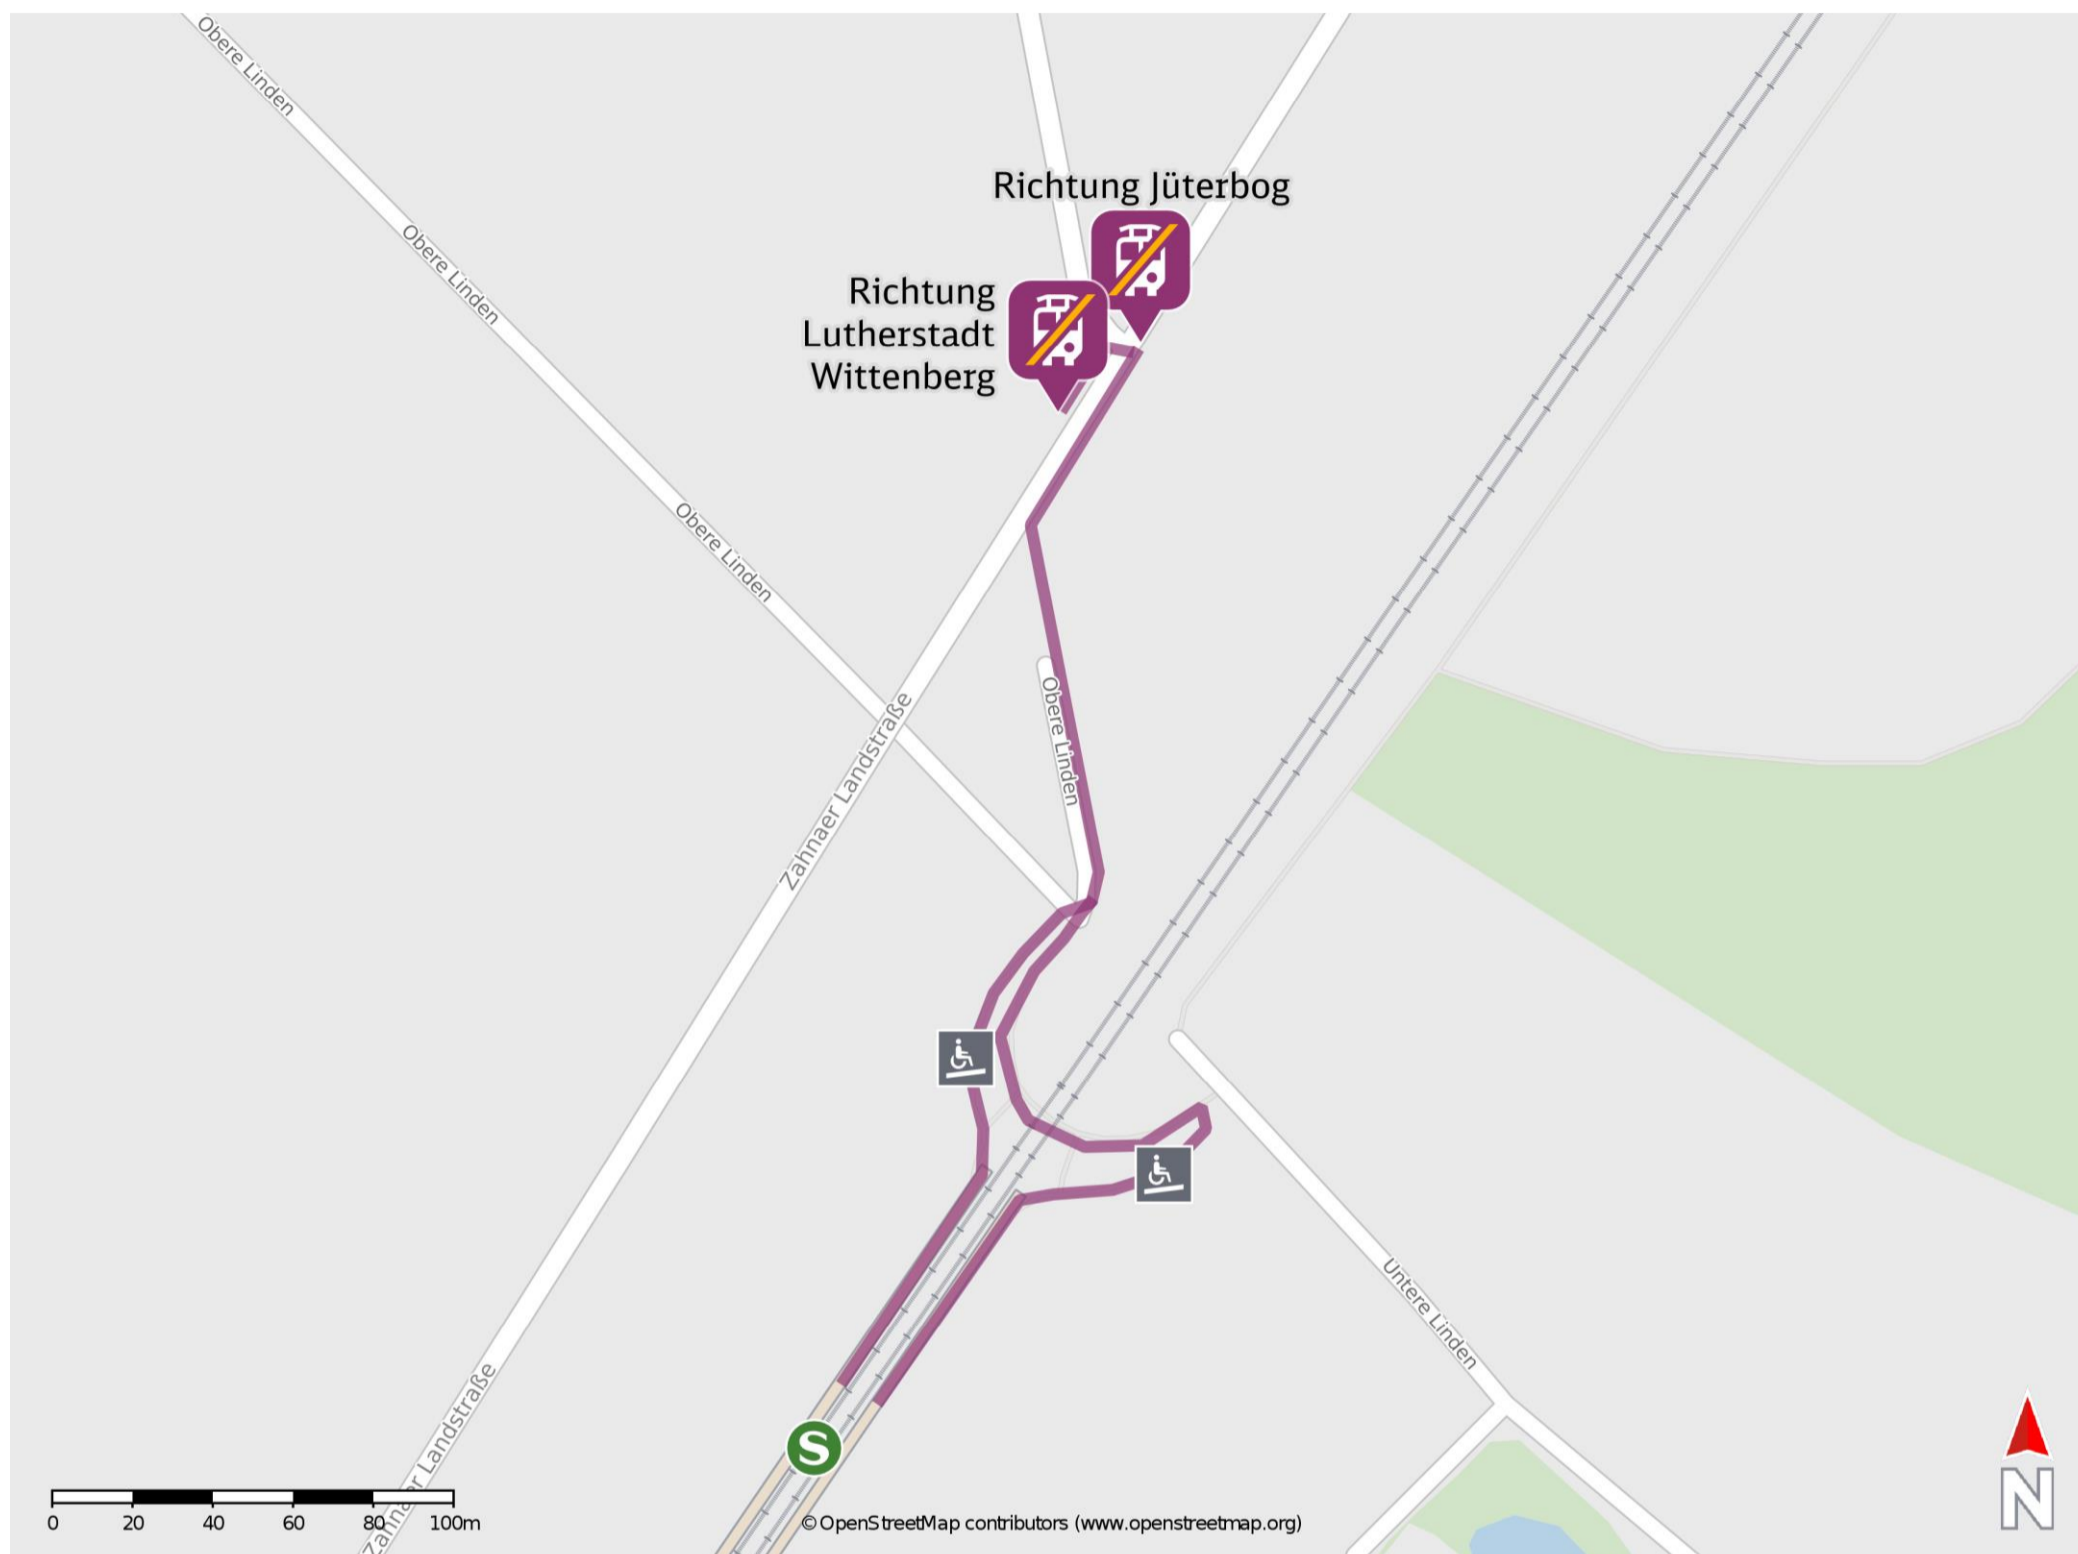 Obere Linden
Richtung Jüterbog
Obere Linden
Richtung
Lutherstadt
Wittenberg
Obere Linden
Obere Linden
Zahnaer Landstraße
Untere Linden
Zahnaer Landstraße
S
0 20 40 60 80 100m
©OpenStreetMap contributors (www.openstreetmap.org)
N